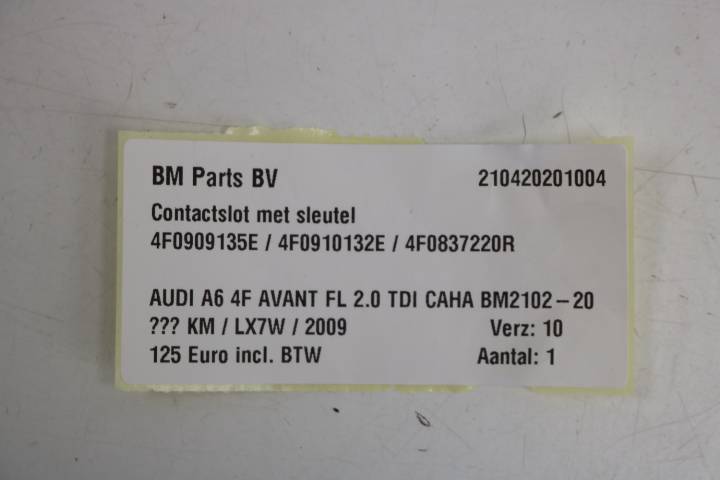 BM Parts BV 210420201004
Contactslot met sleutel
4F0909135E / 4F0910132E / 4F0837220R
AUDI A6 4F AVANT FL 2.0 TDI CAHA BM2102-20
??? KM / LX7W / 2009 Verz: 10
125 Euro incl. BTW Aantal: 1